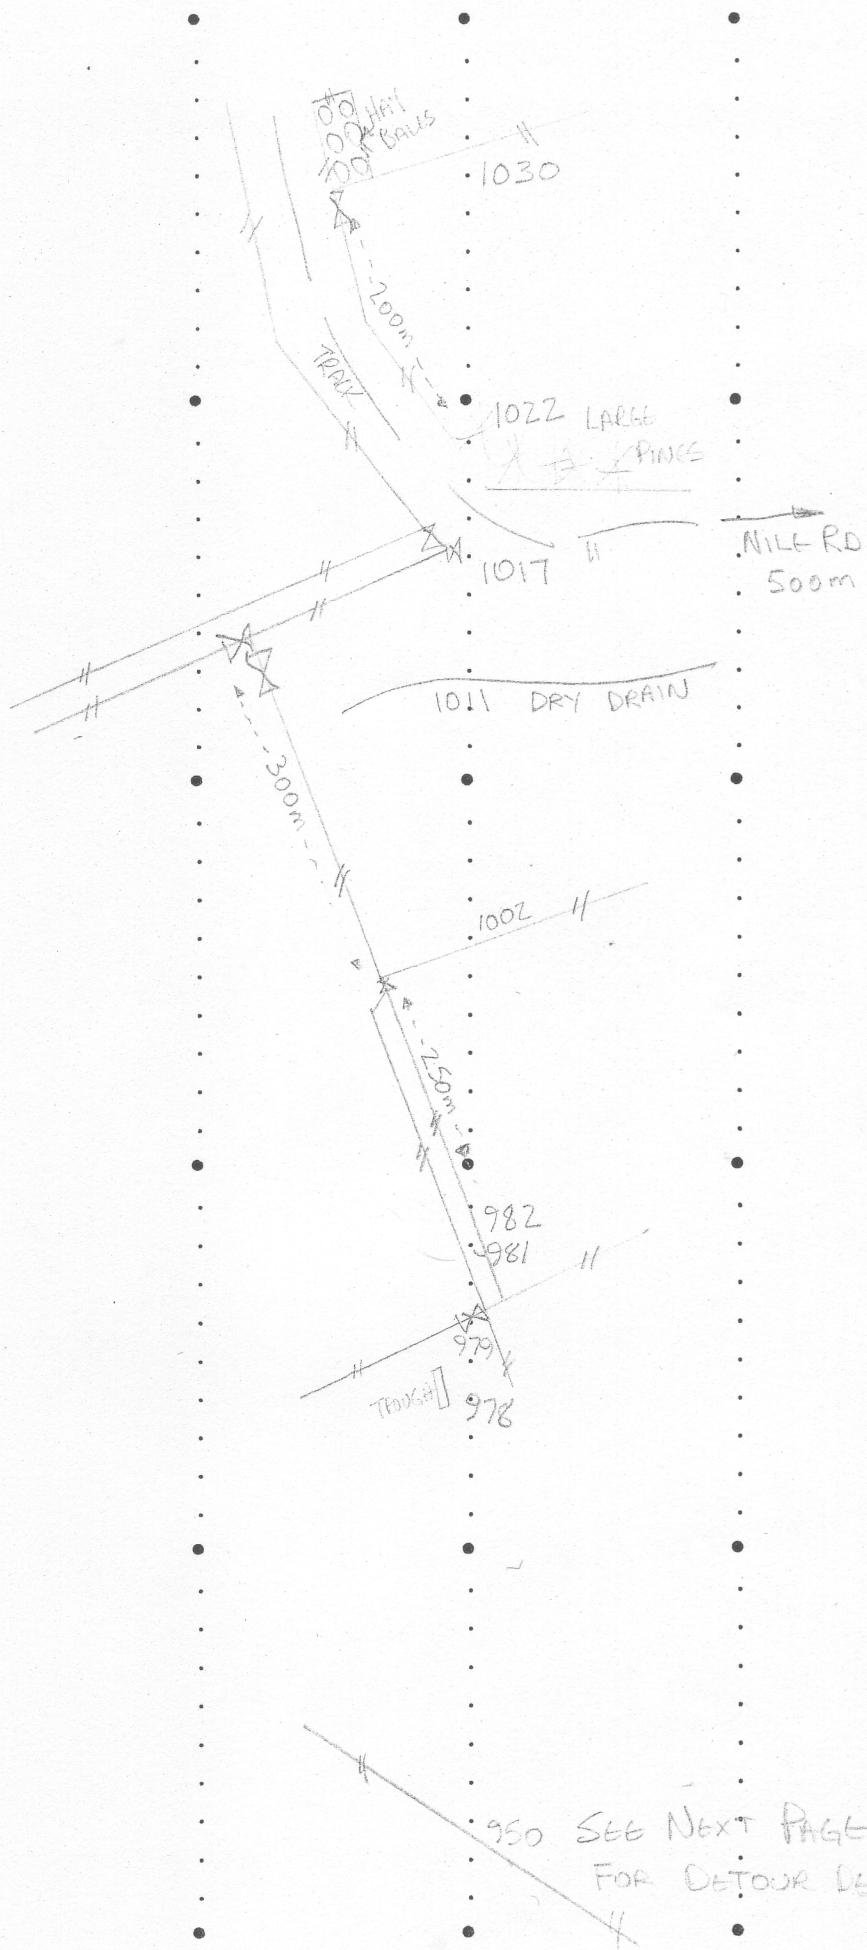 HAY
BALES
1030
200m
TRACK
1022 LARGE
PINES
NILE RD
500m
1017
1011 DRY DRAIN
300m
1002
250m
982
981
979
TROUGH
978
950 SEE NEXT PAGE
FOR DETOUR DE